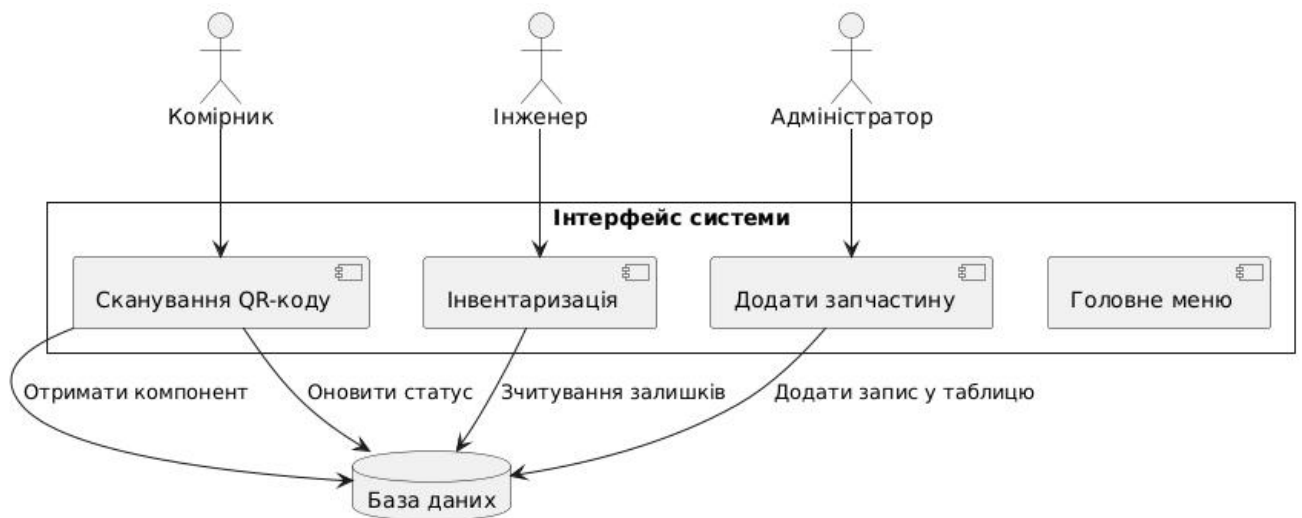 Комірник
Інженер
Адміністратор
Інтерфейс системи
Сканування QR-коду
Інвентаризація
Додати запчастину
Головне меню
Отримати компонент
Оновити статус
Зчитування залишків
Додати запис у таблицю
База даних